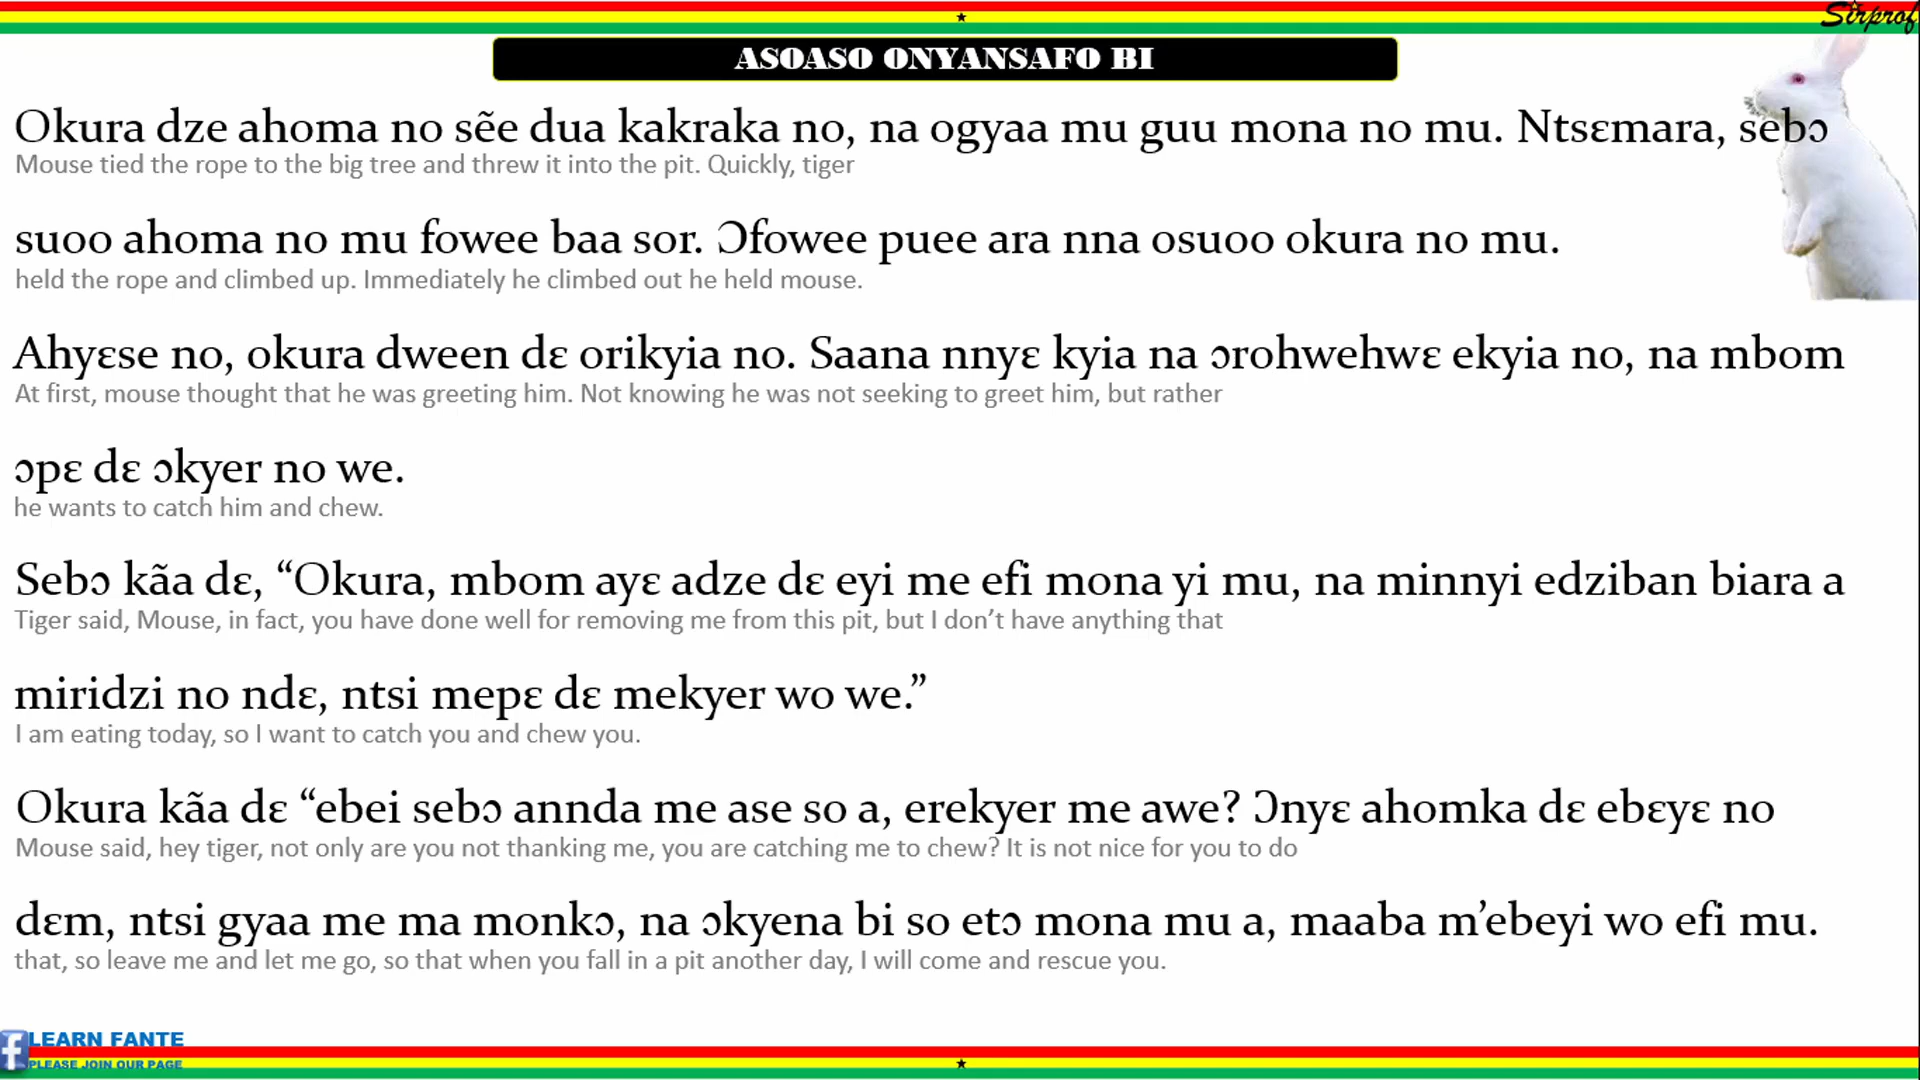 Sirprof
ASOASO ONYANSAFO BI
Okura dze ahoma no sẽe dua kakraka no, na ogyaa mu guu mona no mu. Ntsɛmara, sebɔ
Mouse tied the rope to the big tree and threw it into the pit. Quickly, tiger
suoo ahoma no mu fowee baa sor. Ɔfowee puee ara nna osuoo okura no mu.
held the rope and climbed up. Immediately he climbed out he held mouse.
Ahyɛse no, okura dween dɛ orikyia no. Saana nnyɛ kyia na ɔrohwehwɛ ekyia no, na mbom
At first, mouse thought that he was greeting him. Not knowing he was not seeking to greet him, but rather
ɔpɛ dɛ ɔkyer no we.
he wants to catch him and chew.
Sebɔ kãa dɛ, “Okura, mbom ayɛ adze dɛ eyi me efi mona yi mu, na minnyi edziban biara a
Tiger said, Mouse, in fact, you have done well for removing me from this pit, but I don’t have anything that
miridzi no ndɛ, ntsi mepɛ dɛ mekyer wo we.”
I am eating today, so I want to catch you and chew you.
Okura kãa dɛ “ebei sebɔ annda me ase so a, erekyer me awe? Ɔnyɛ ahomka dɛ ebɛyɛ no
Mouse said, hey tiger, not only are you not thanking me, you are catching me to chew? It is not nice for you to do
dɛm, ntsi gyaa me ma monkɔ, na ɔkyena bi so etɔ mona mu a, maaba m’ebeyi wo efi mu.
that, so leave me and let me go, so that when you fall in a pit another day, I will come and rescue you.
LEARN FANTE
PLEASE JOIN OUR PAGE